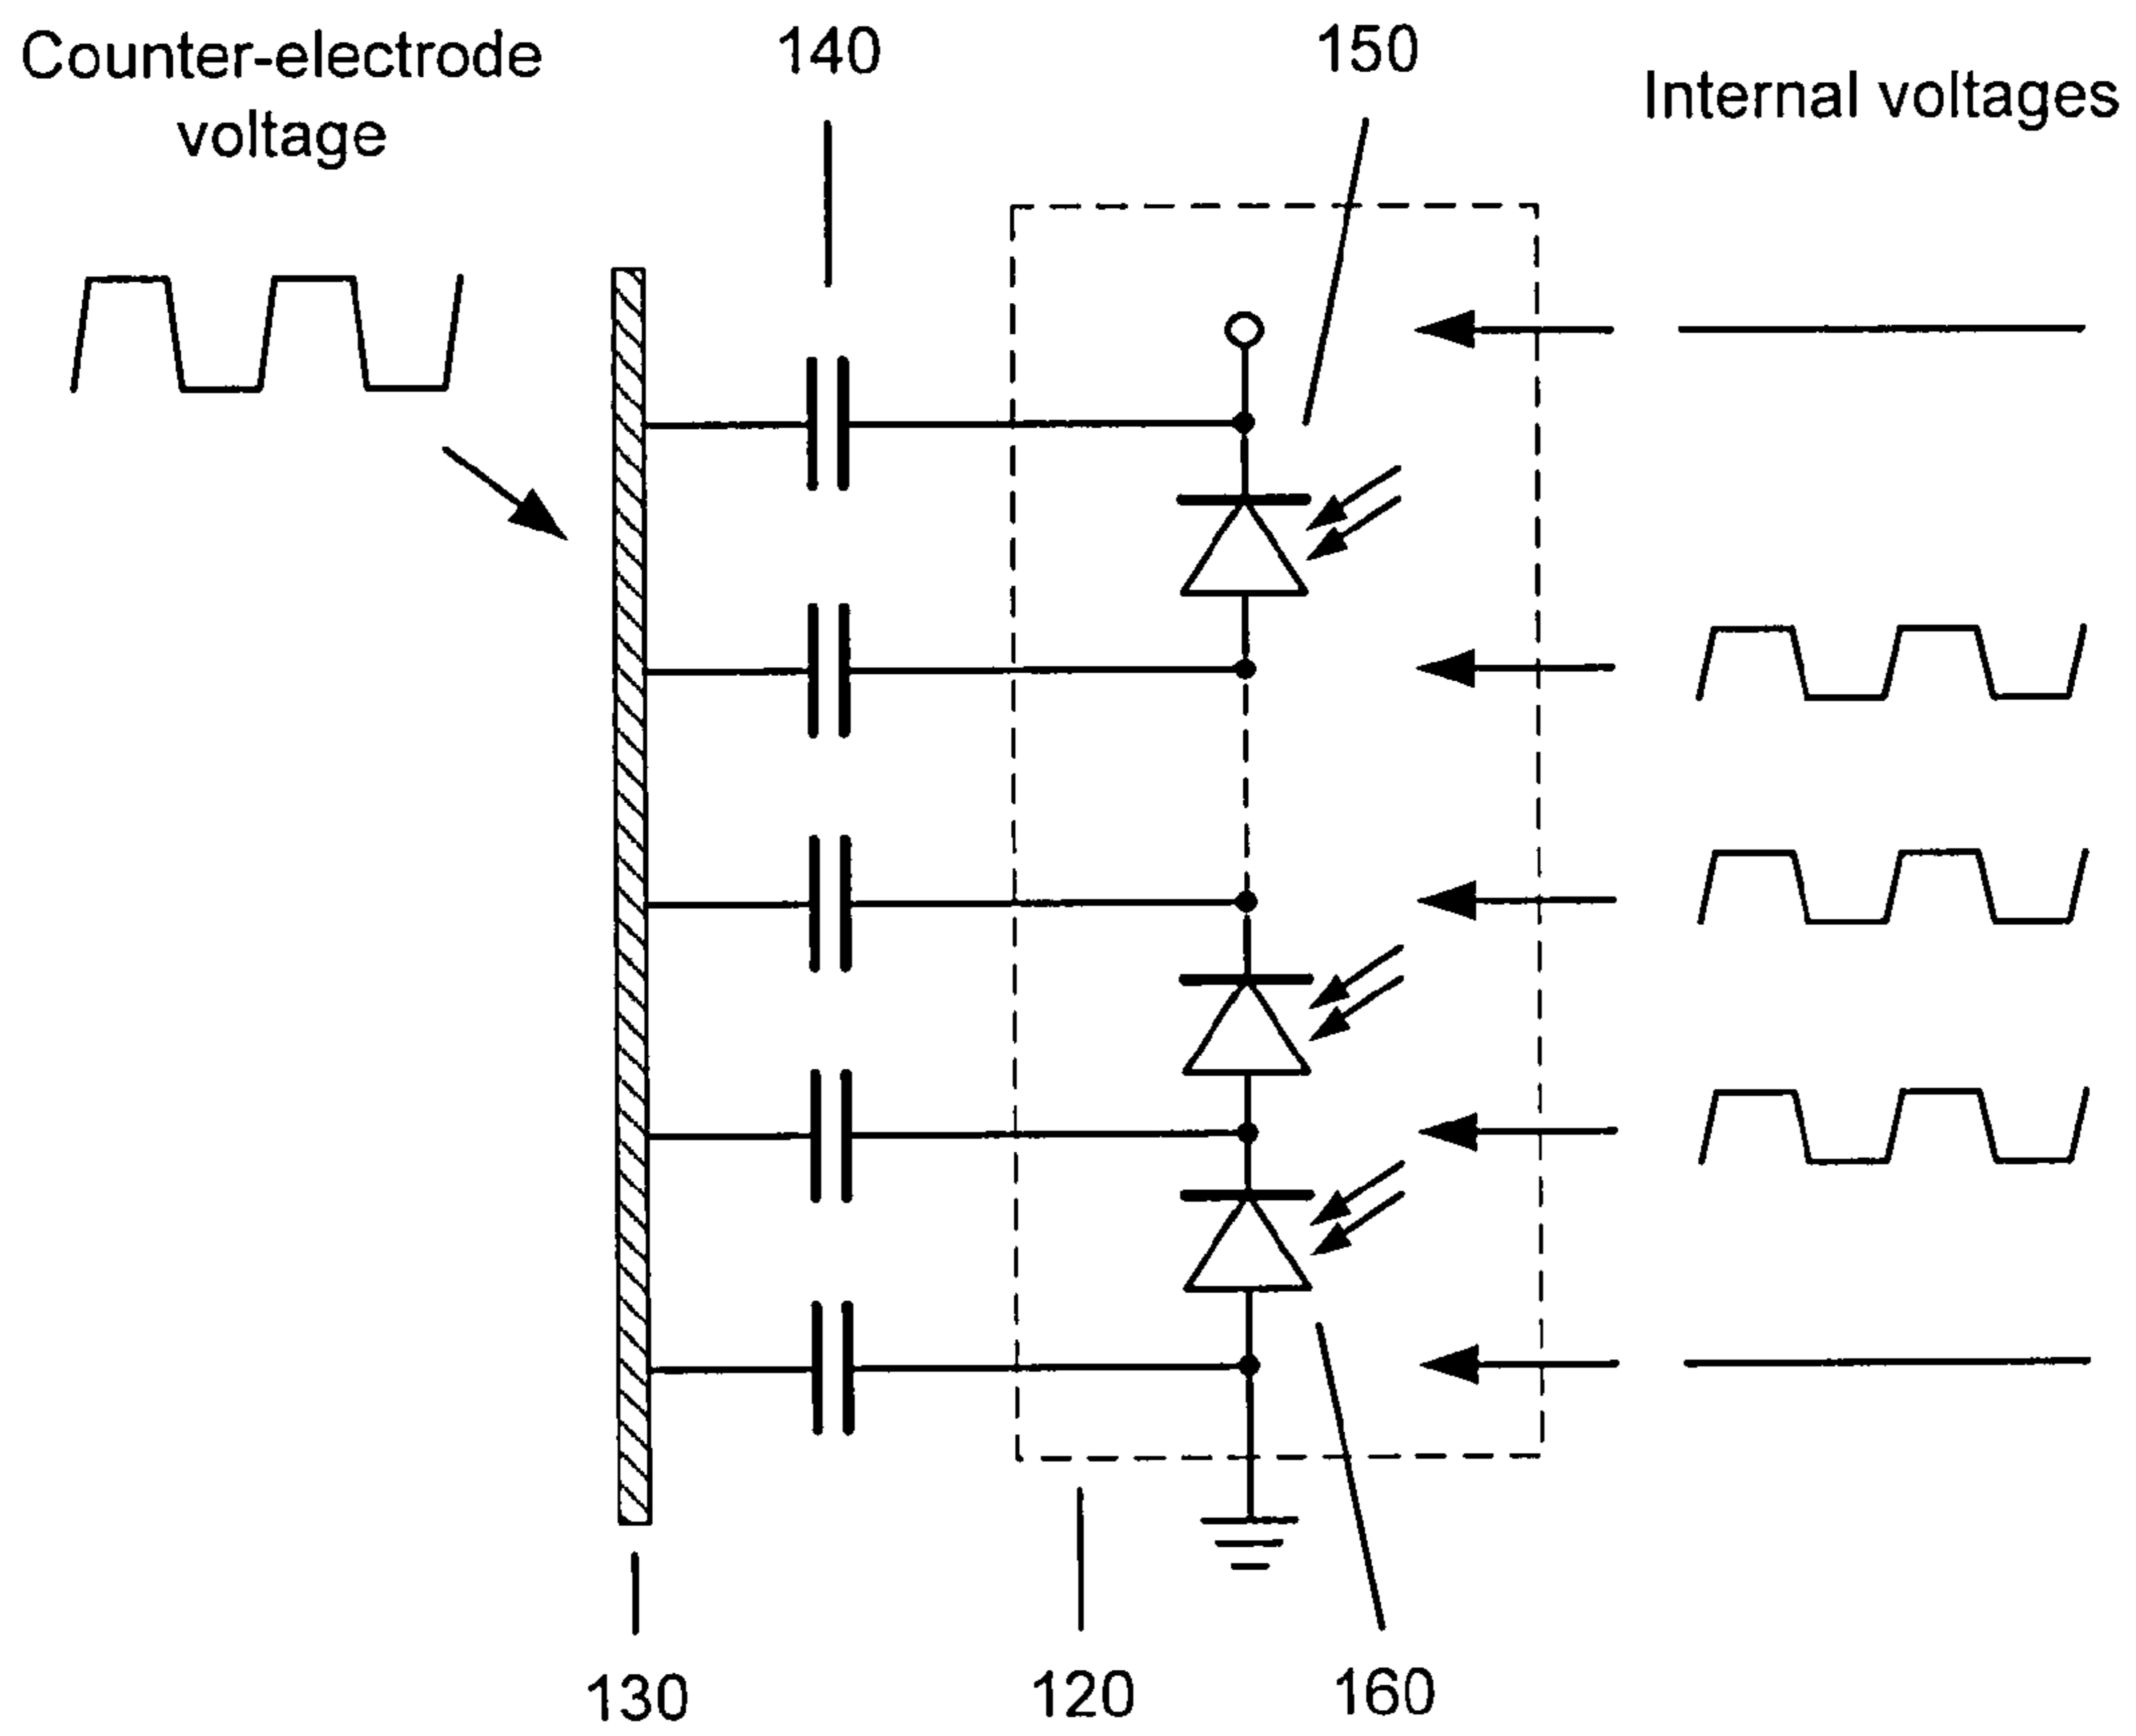 Counter-electrode
voltage
140
150
Internal voltages
130
120
160